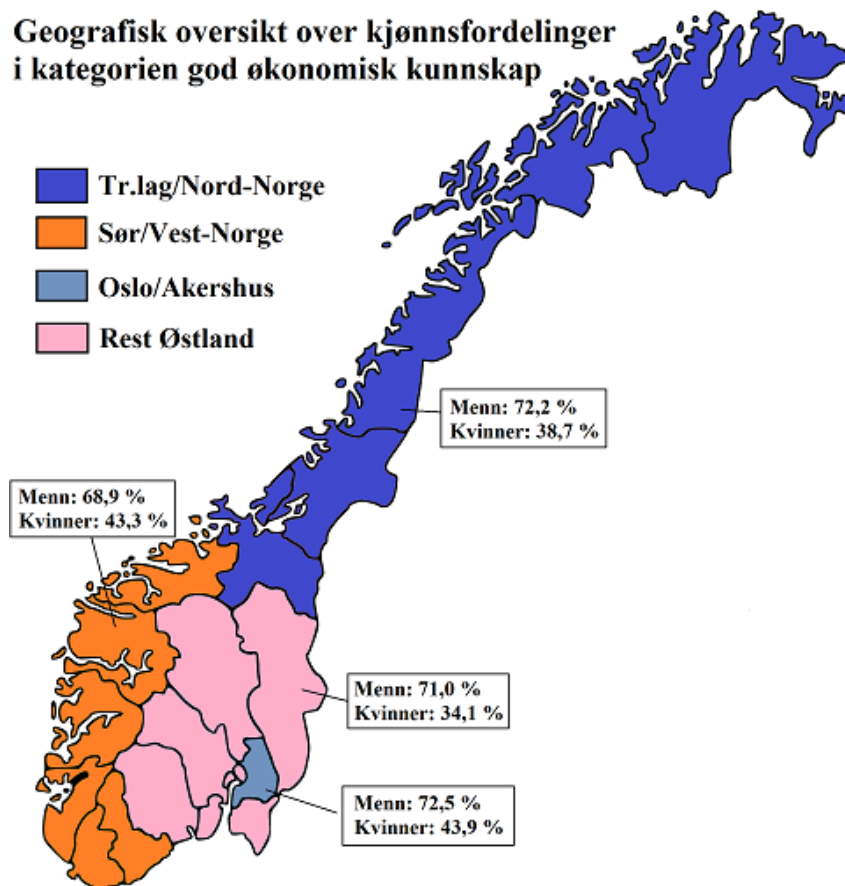 Geografisk oversikt over kjønnsfordelinger
i kategorien god økonomisk kunnskap
Tr.lag/Nord-Norge
Sør/Vest-Norge
Oslo/Akershus
Rest Østland
Menn: 72,2 %
Kvinner: 38,7 %
Menn: 68,9 %
Kvinner: 43,3 %
Menn: 71,0 %
Kvinner: 34,1 %
Menn: 72,5 %
Kvinner: 43,9 %